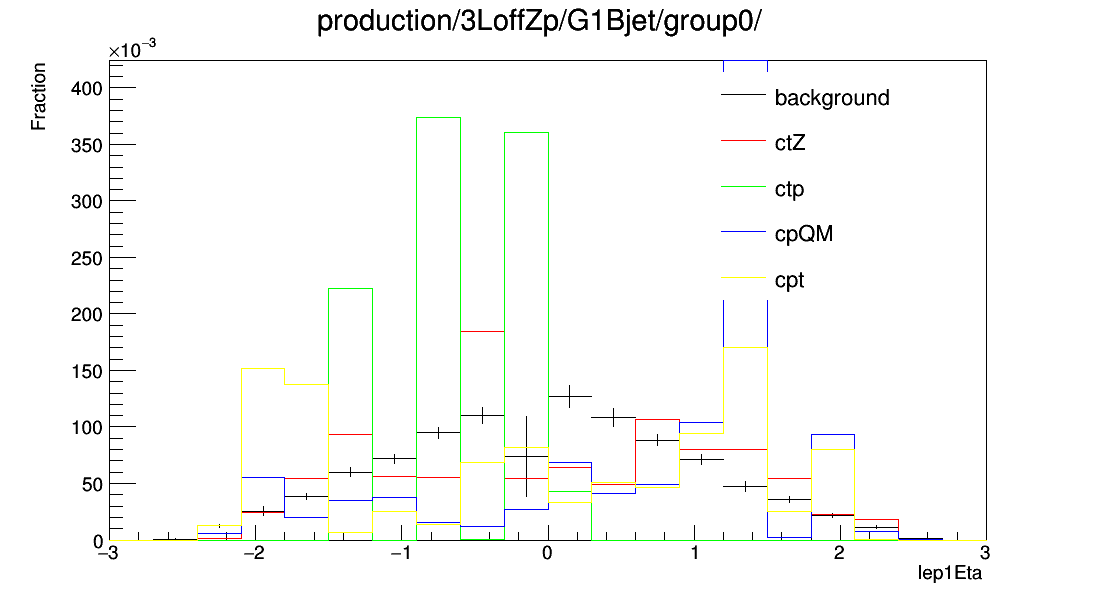 production/3LoffZp/G1Bjet/group0/
×10⁻³
Fraction
400
350
300
250
200
150
100
50
0
background
ctZ
ctp
cpQM
cpt
−3 −2 −1 0 1 2 3
lep1Eta